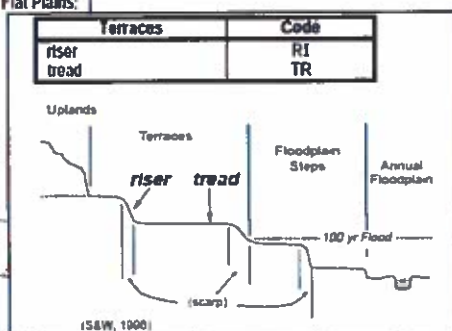 Flat Plains:
Terraces Code
riser RI
tread TR
Uplands
Terraces
Floodplain
Steps
Annual
Floodplain
riser tread
100 yr Flood
(scarp)
(S&W, 1996)